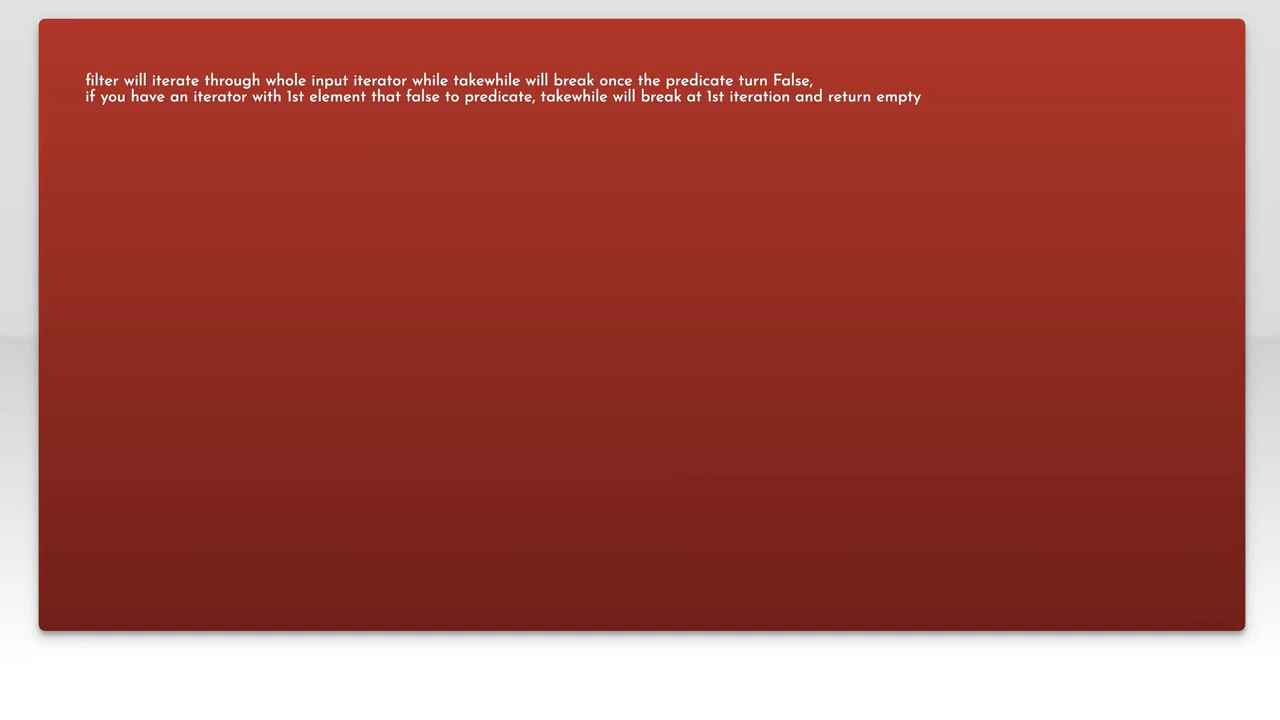 filter will iterate through whole input iterator while takewhile will break once the predicate turn False,
if you have an iterator with 1st element that false to predicate, takewhile will break at 1st iteration and return empty